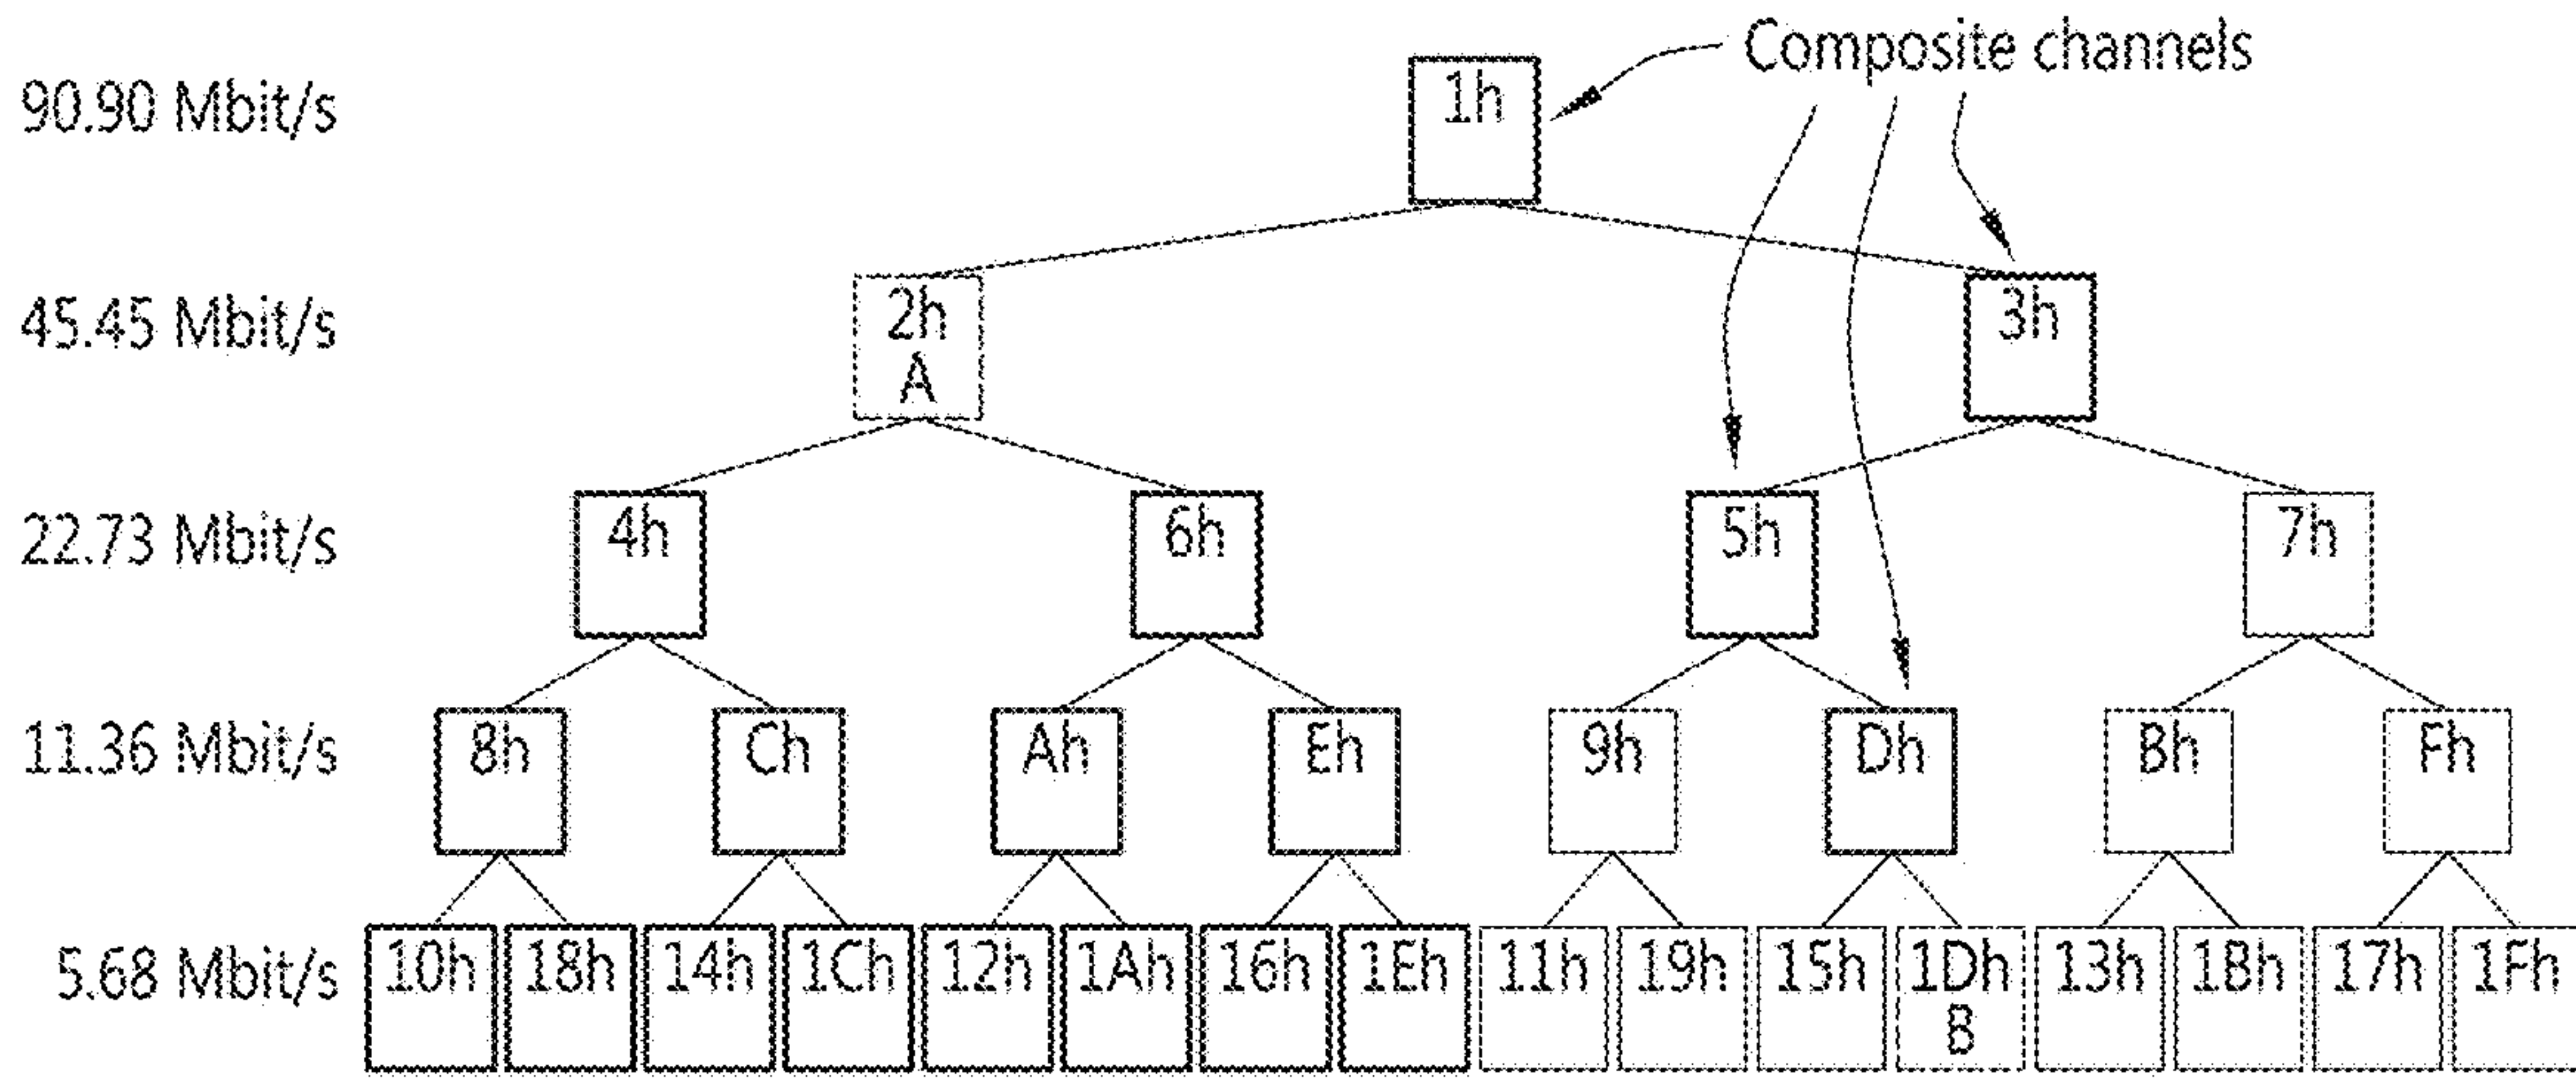 Composite channels
90.90 Mbit/s 1h
45.45 Mbit/s 2h 3h
A
22.73 Mbit/s 4h 6h 5h 7h
11.36 Mbit/s 8h Ch Ah Eh 9h Dh Bh Fh
5.68 Mbit/s 10h 18h 14h 1Ch 12h 1Ah 16h 1Eh 11h 19h 15h 1Dh 13h 1Bh 17h 1Fh
B